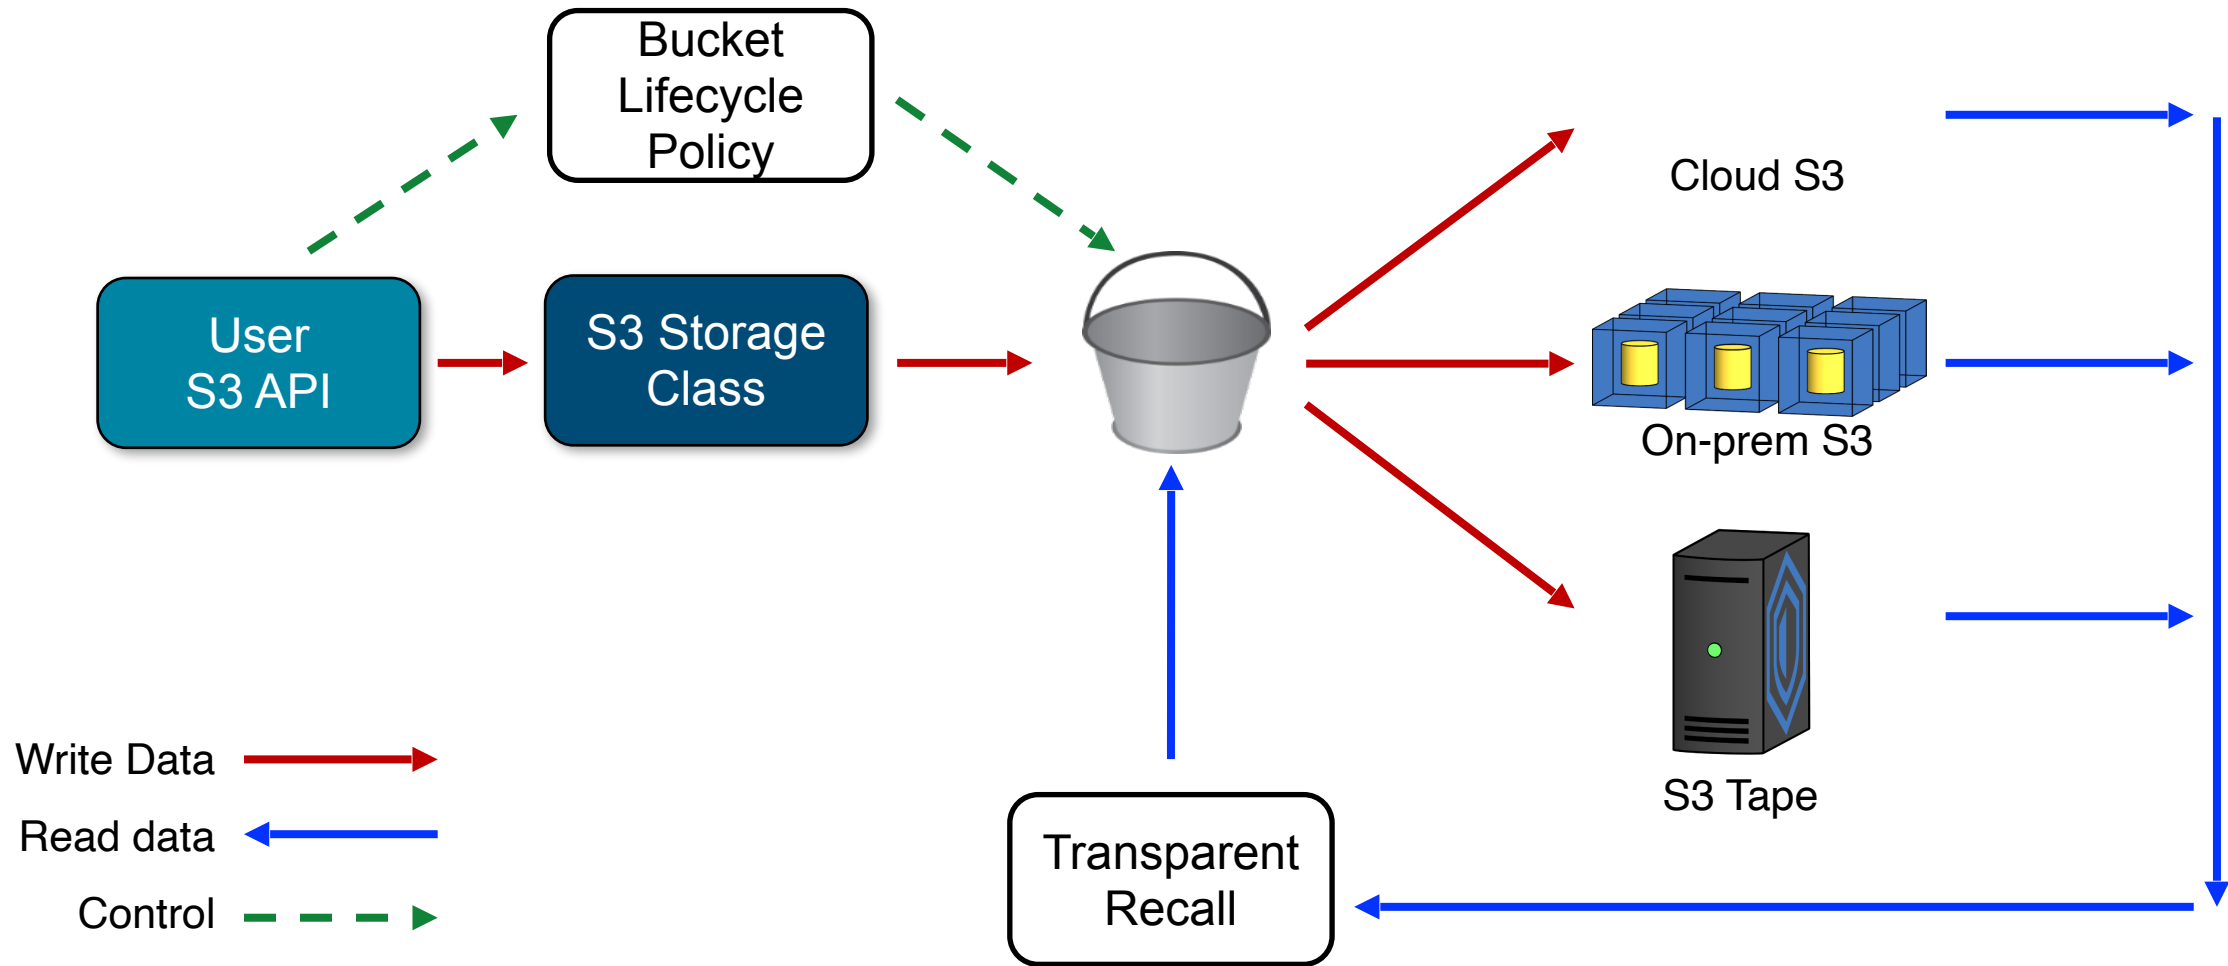 Bucket
Lifecycle
Policy
Cloud S3
User
S3 API
S3 Storage
Class
On-prem S3
S3 Tape
Write Data
Read data
Control
Transparent
Recall